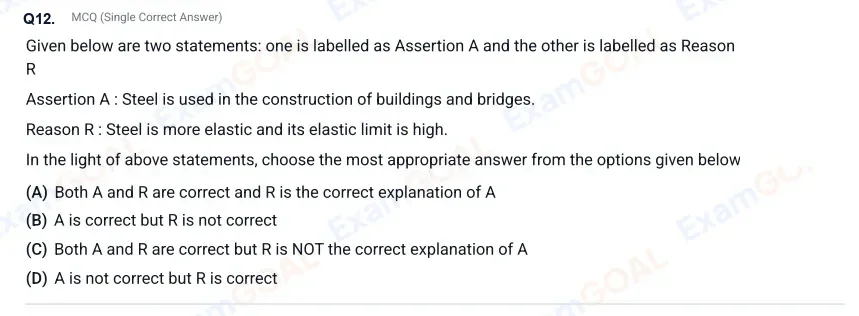 Q12. MCQ (Single Correct Answer)
Given below are two statements: one is labelled as Assertion A and the other is labelled as Reason
R
Assertion A : Steel is used in the construction of buildings and bridges.
Reason R : Steel is more elastic and its elastic limit is high.
In the light of above statements, choose the most appropriate answer from the options given below
(A) Both A and R are correct and R is the correct explanation of A
(B) A is correct but R is not correct
(C) Both A and R are correct but R is NOT the correct explanation of A
(D) A is not correct but R is correct